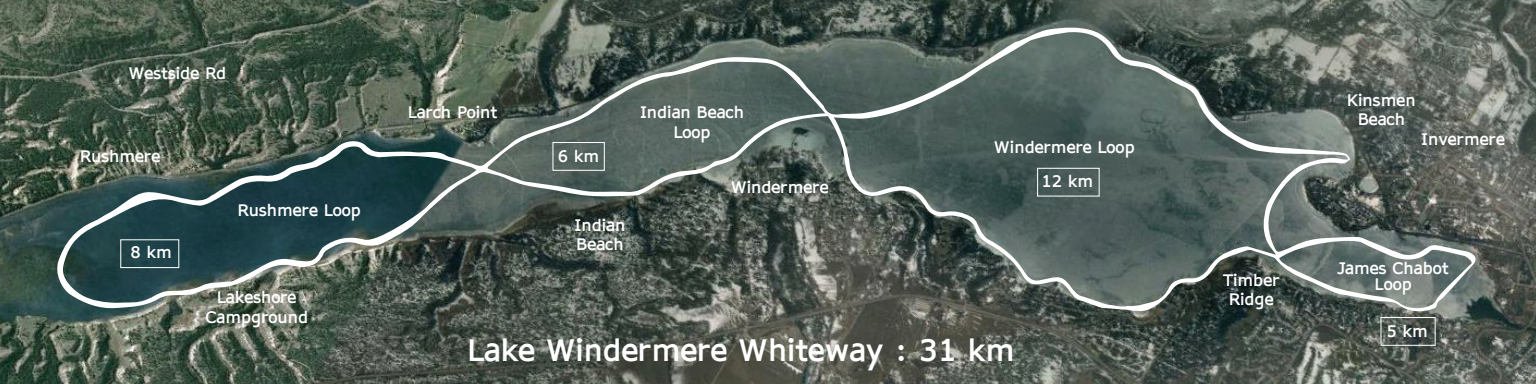 Westside Rd
Larch Point
Rushmere
Rushmere Loop
8 km
Lakeshore
Campground
Indian Beach
Loop
6 km
Indian
Beach
Windermere
Windermere Loop
12 km
Kinsmen
Beach
Invermere
Timber
Ridge
James Chabot
Loop
5 km
Lake Windermere Whiteway : 31 km